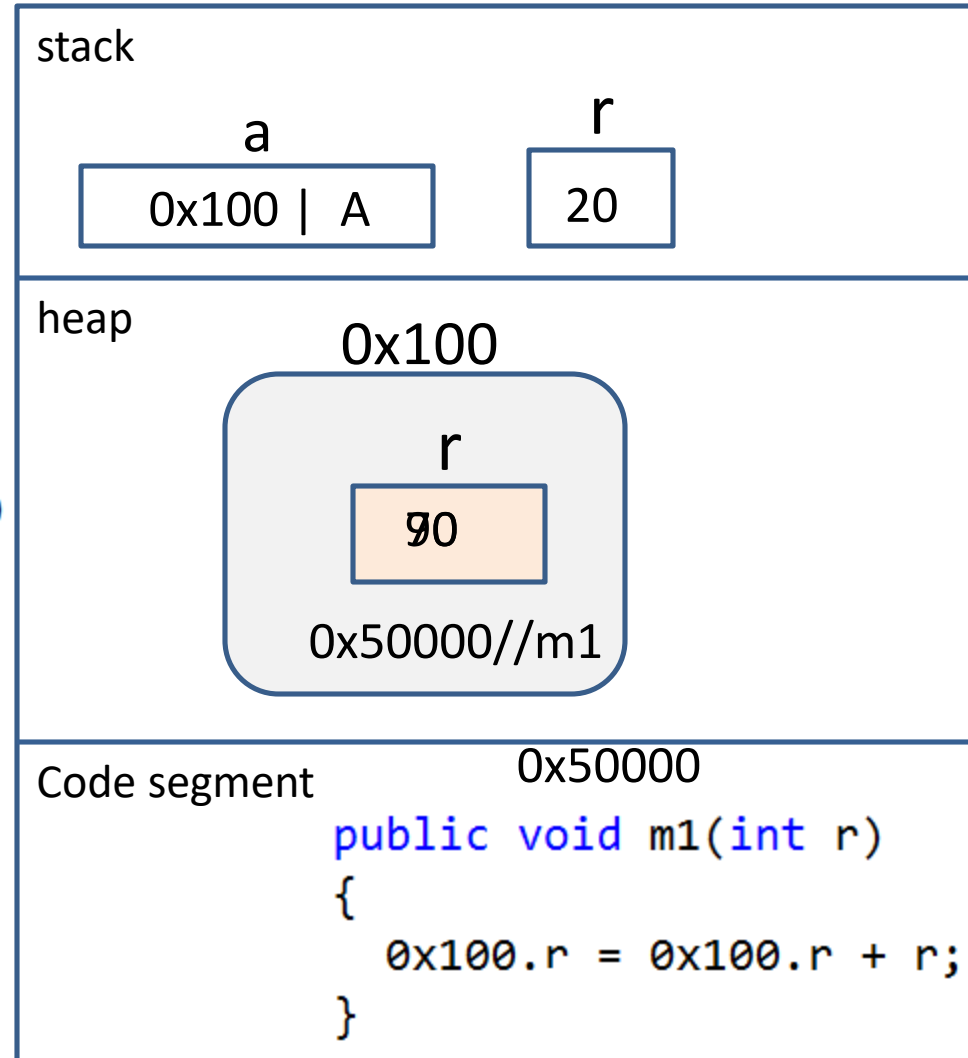 stack
a
r
0x100 | A
20
heap
0x100
r
0x50000//m1
Code segment
0x50000
public void m1(int r)
{
0x100.r = 0x100.r + r;
}